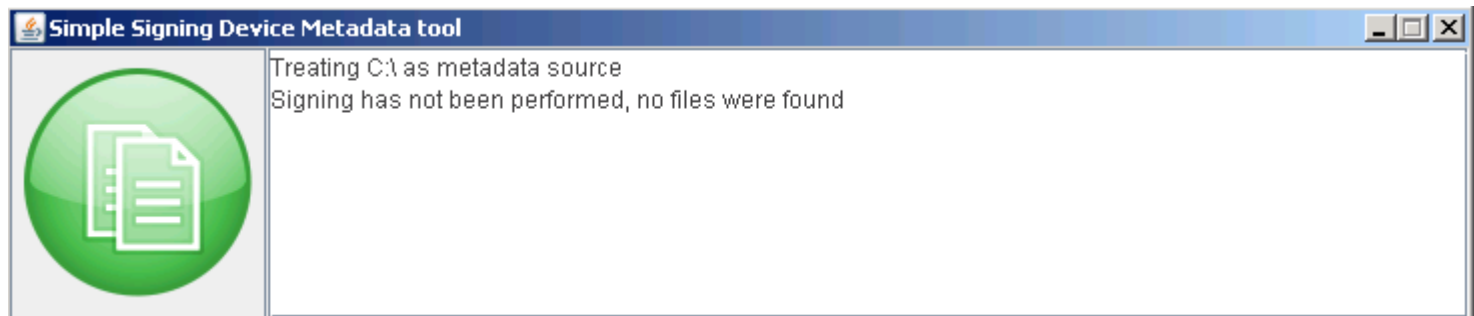 Simple Signing Device Metadata tool
Treating C:\ as metadata source
Signing has not been performed, no files were found